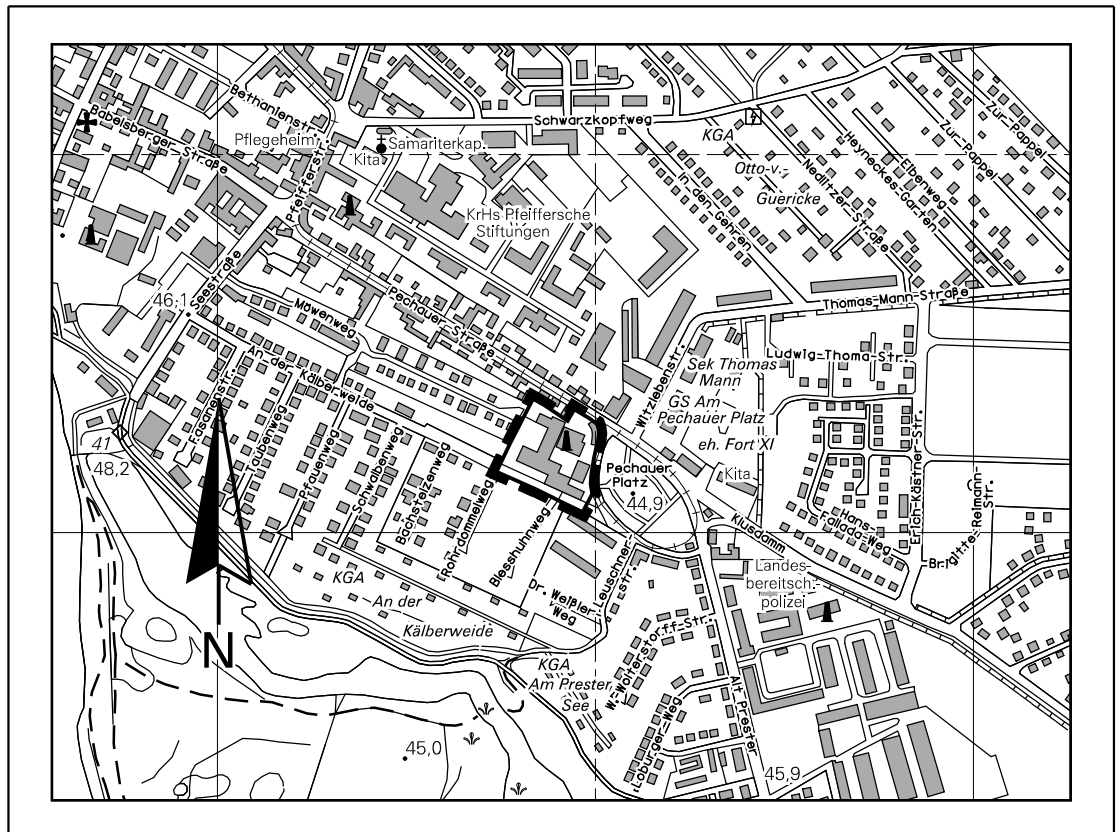 Bethanienstr.
Babelsberger-Straße
Pflegeheim
Pfeifferstr.
Samariterkap.
Kita
Schwarzkopfweg
KGA
Otto-v.-
Guericke
In-den-Gehren
Nedlitzer-Straße
Heyneckes-Garten
Elbenweg
Zur-Pappel
Zur-Pappel
KrHs Pfeiffersche
Stiftungen
46,1
Seestraße
Möwenweg
Pechauer-Straße
Thomas-Mann-Straße
An-der-Kälberweide
Witzlebenstr.
Sek Thomas
Mann
GS Am
Pechauer Platz
eh. Fort XI
Kita
Ludwig-Thoma-Str.
Fasanenstr.
Taubenweg
Pfauenweg
Schwalbenweg
Bachstelzenweg
Rohrdommelweg
Blesshuhnweg
Pechauer
Platz
44,9
41
48,2
Klusdamm
Hans-
Fallada-Weg
Erich-Kästner-Str.
Brigitte-Reimann-
Str.
Landes-
bereitsch.-
polizei
KGA
An der
Kälberweide
Dr. Weißler
Weg
Leuschner-
str.
W.-Wolterstorff-Str.
KGA
Am Prester
See
N
Alt Prester
Loburger-Weg
45,0
45,9